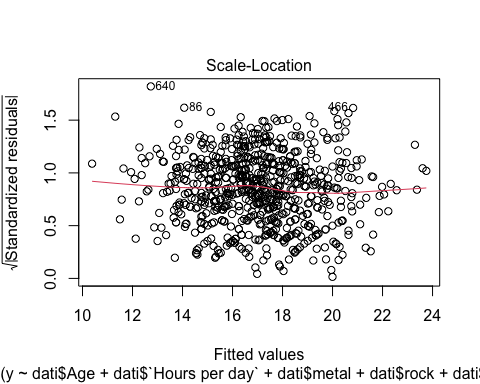 Scale-Location
640
86
466
√|Standardized residuals|
0.0 0.5 1.0 1.5
10 12 14 16 18 20 22 24
Fitted values
(y ~ dati$Age + dati$`Hours per day` + dati$metal + dati$rock + dati$